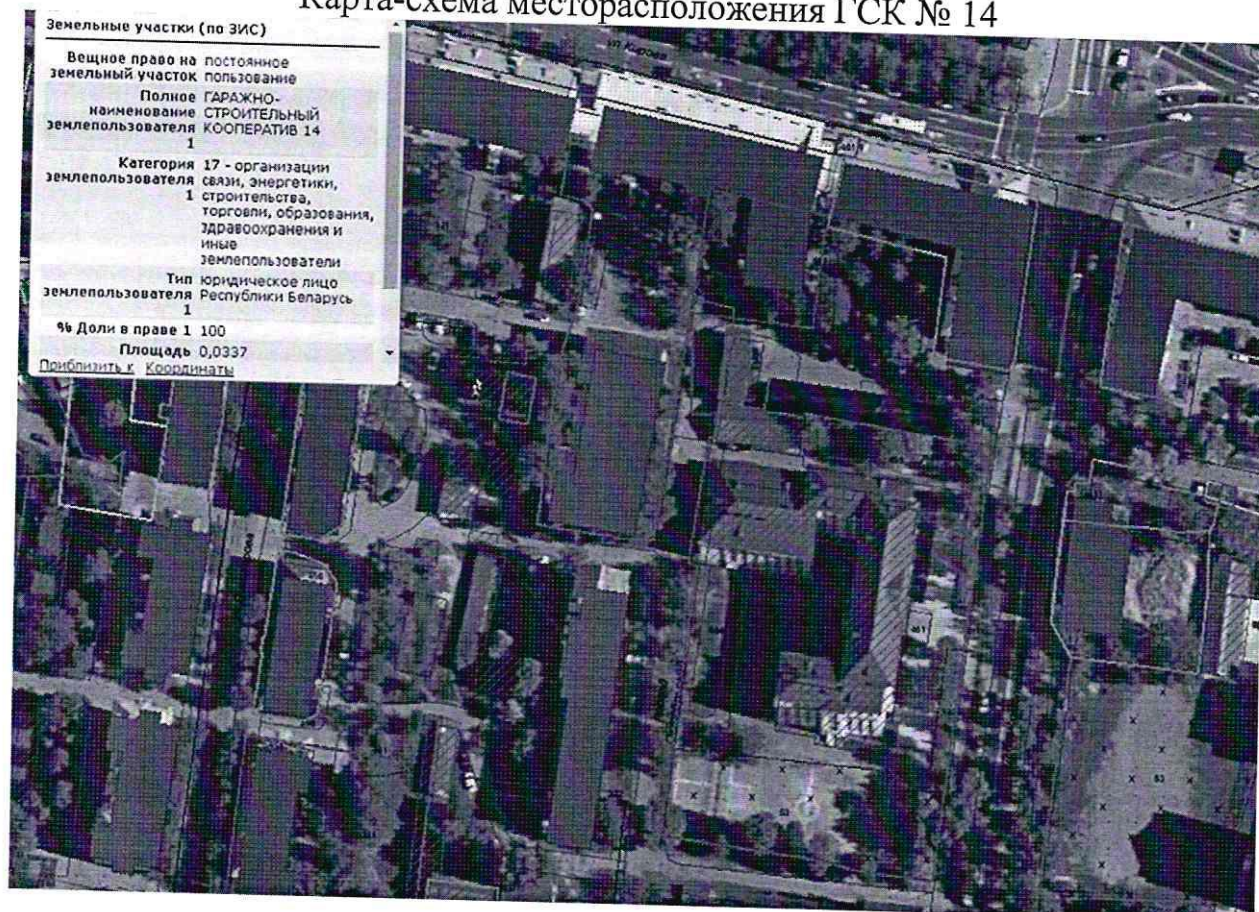 Карта-схема месторасположения ГСК № 14
Земельные участки (по ЗИС)
Вещное право на постоянное
земельный участок пользование
Полное ГАРАЖНО-
наименование СТРОИТЕЛЬНЫЙ
землепользователя КООПЕРАТИВ 14
1
Категория 17 - организации
землепользователя связи, энергетики,
1 строительства,
торговли, образования,
здравоохранения и
иные
землепользователи
Тип юридическое лицо
землепользователя Республики Беларусь
1
% Доли в праве 1 100
Площадь 0,0337
Приблизить к Координаты
53